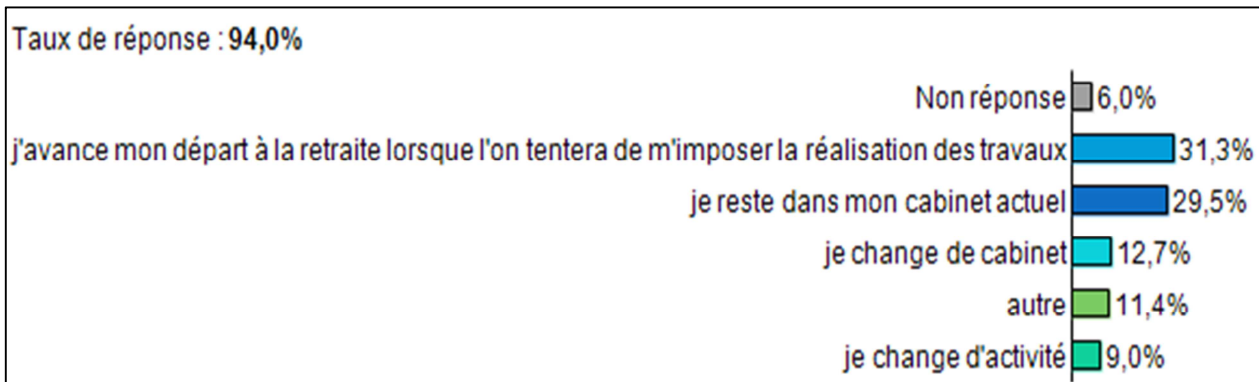 Taux de réponse : 94,0%
Non réponse 6,0%
j'avance mon départ à la retraite lorsque l'on tentera de m'imposer la réalisation des travaux 31,3%
je reste dans mon cabinet actuel 29,5%
je change de cabinet 12,7%
autre 11,4%
je change d'activité 9,0%